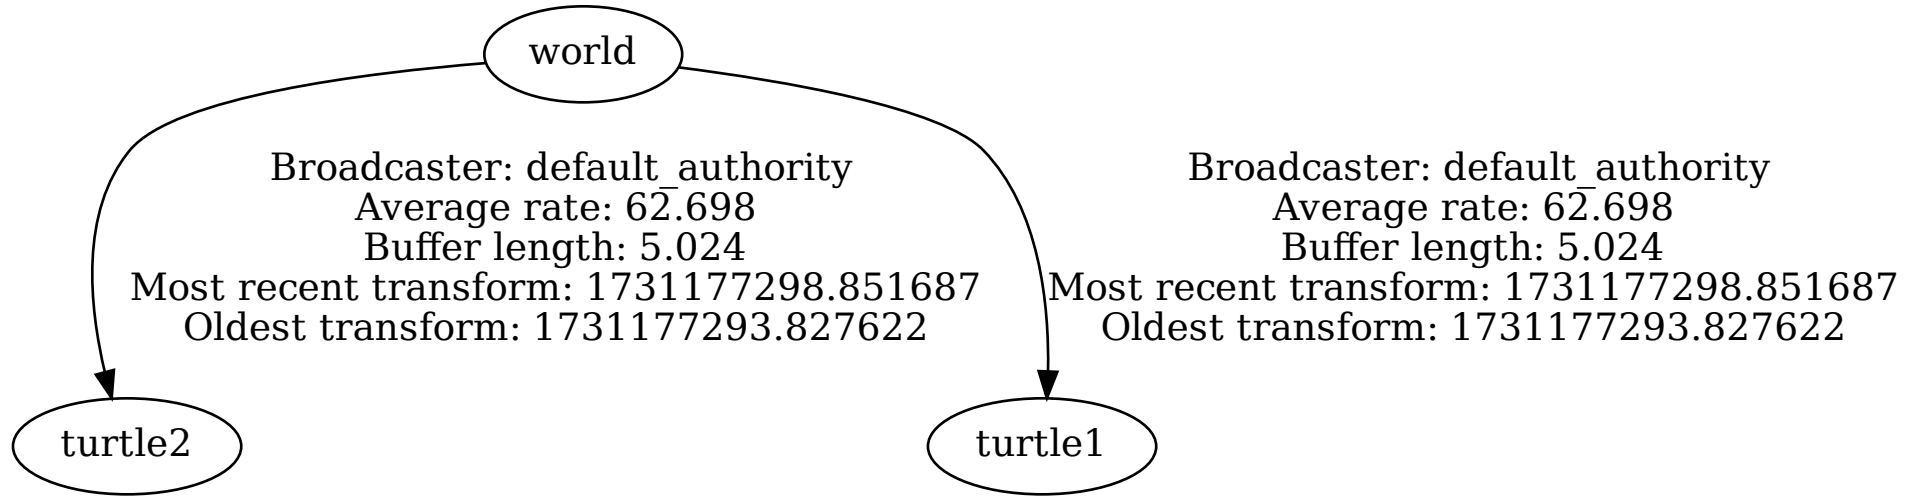 world
Broadcaster: default_authority
Average rate: 62.698
Buffer length: 5.024
Most recent transform: 1731177298.851687
Oldest transform: 1731177293.827622
Broadcaster: default_authority
Average rate: 62.698
Buffer length: 5.024
Most recent transform: 1731177298.851687
Oldest transform: 1731177293.827622
turtle2
turtle1